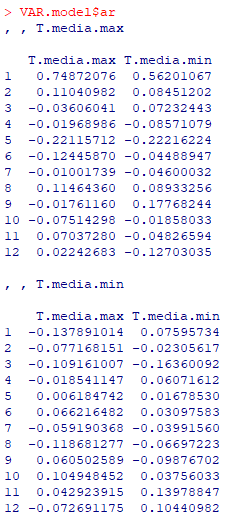 > VAR.model$ar
, , T.media.max

   T.media.max T.media.min
1   0.74872076  0.56201067
2   0.11040982  0.08451202
3  -0.03606041  0.07232443
4  -0.01968986 -0.08571079
5  -0.22115712 -0.22216224
6  -0.12445870 -0.04488947
7  -0.01001739 -0.04600032
8   0.11464360  0.08933256
9  -0.01761160  0.17768244
10 -0.07514298 -0.01858033
11  0.07037280 -0.04826594
12  0.02242683 -0.12703035

, , T.media.min

    T.media.max T.media.min
1  -0.137891014  0.07595734
2  -0.077168151 -0.02305617
3  -0.109161007 -0.16360092
4  -0.018541147  0.06071612
5   0.006184742  0.01678530
6   0.066216482  0.03097583
7  -0.059190368 -0.03991560
8  -0.118681277 -0.06697223
9   0.060502589 -0.09876702
10  0.104948452  0.03756033
11  0.042923915  0.13978847
12 -0.072691175  0.10440982